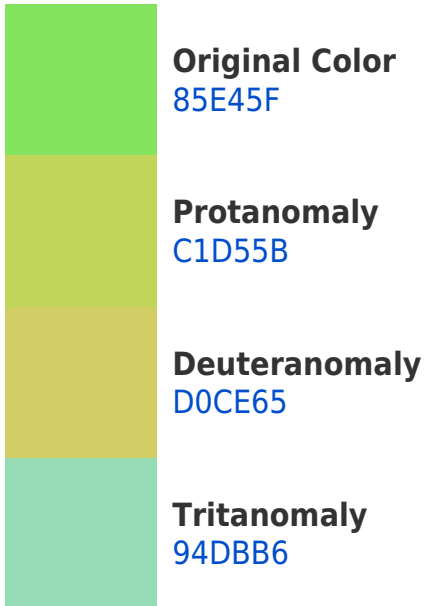 Original Color
85E45F
Protanomaly
C1D55B
Deuteranomaly
D0CE65
Tritanomaly
94DBB6